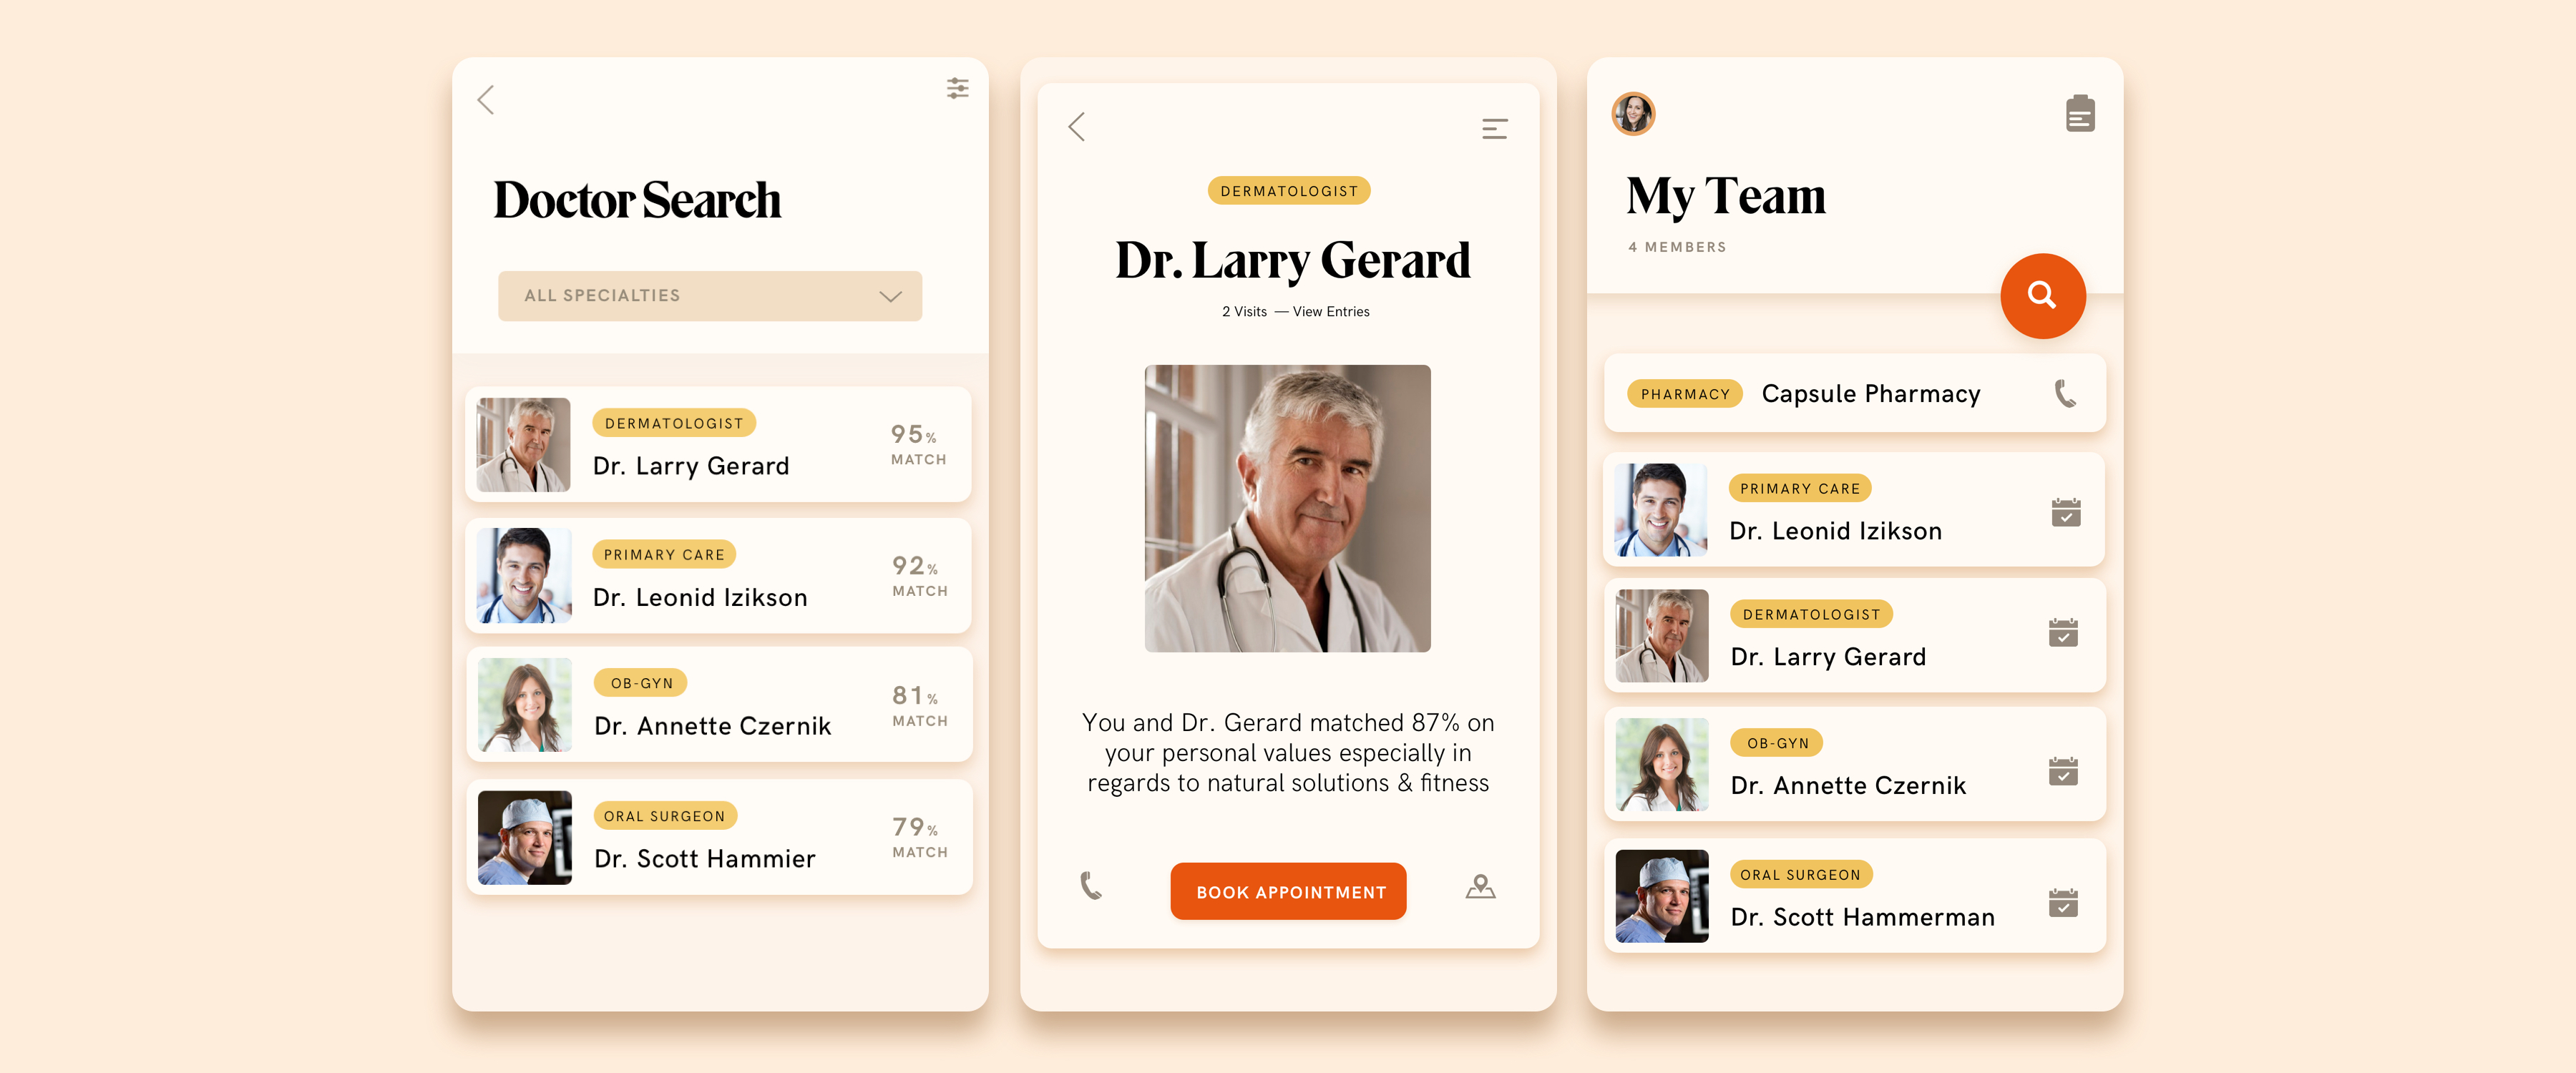 Doctor Search
ALL SPECIALTIES
DERMATOLOGIST
Dr. Larry Gerard
95%
MATCH
PRIMARY CARE
Dr. Leonid Izikson
92%
MATCH
OB-GYN
Dr. Annette Czernik
81%
MATCH
ORAL SURGEON
Dr. Scott Hammier
79%
MATCH
DERMATOLOGIST
Dr. Larry Gerard
2 Visits — View Entries
You and Dr. Gerard matched 87% on
your personal values especially in
regards to natural solutions & fitness
BOOK APPOINTMENT
My Team
4 MEMBERS
PHARMACY Capsule Pharmacy
PRIMARY CARE
Dr. Leonid Izikson
DERMATOLOGIST
Dr. Larry Gerard
OB-GYN
Dr. Annette Czernik
ORAL SURGEON
Dr. Scott Hammerman